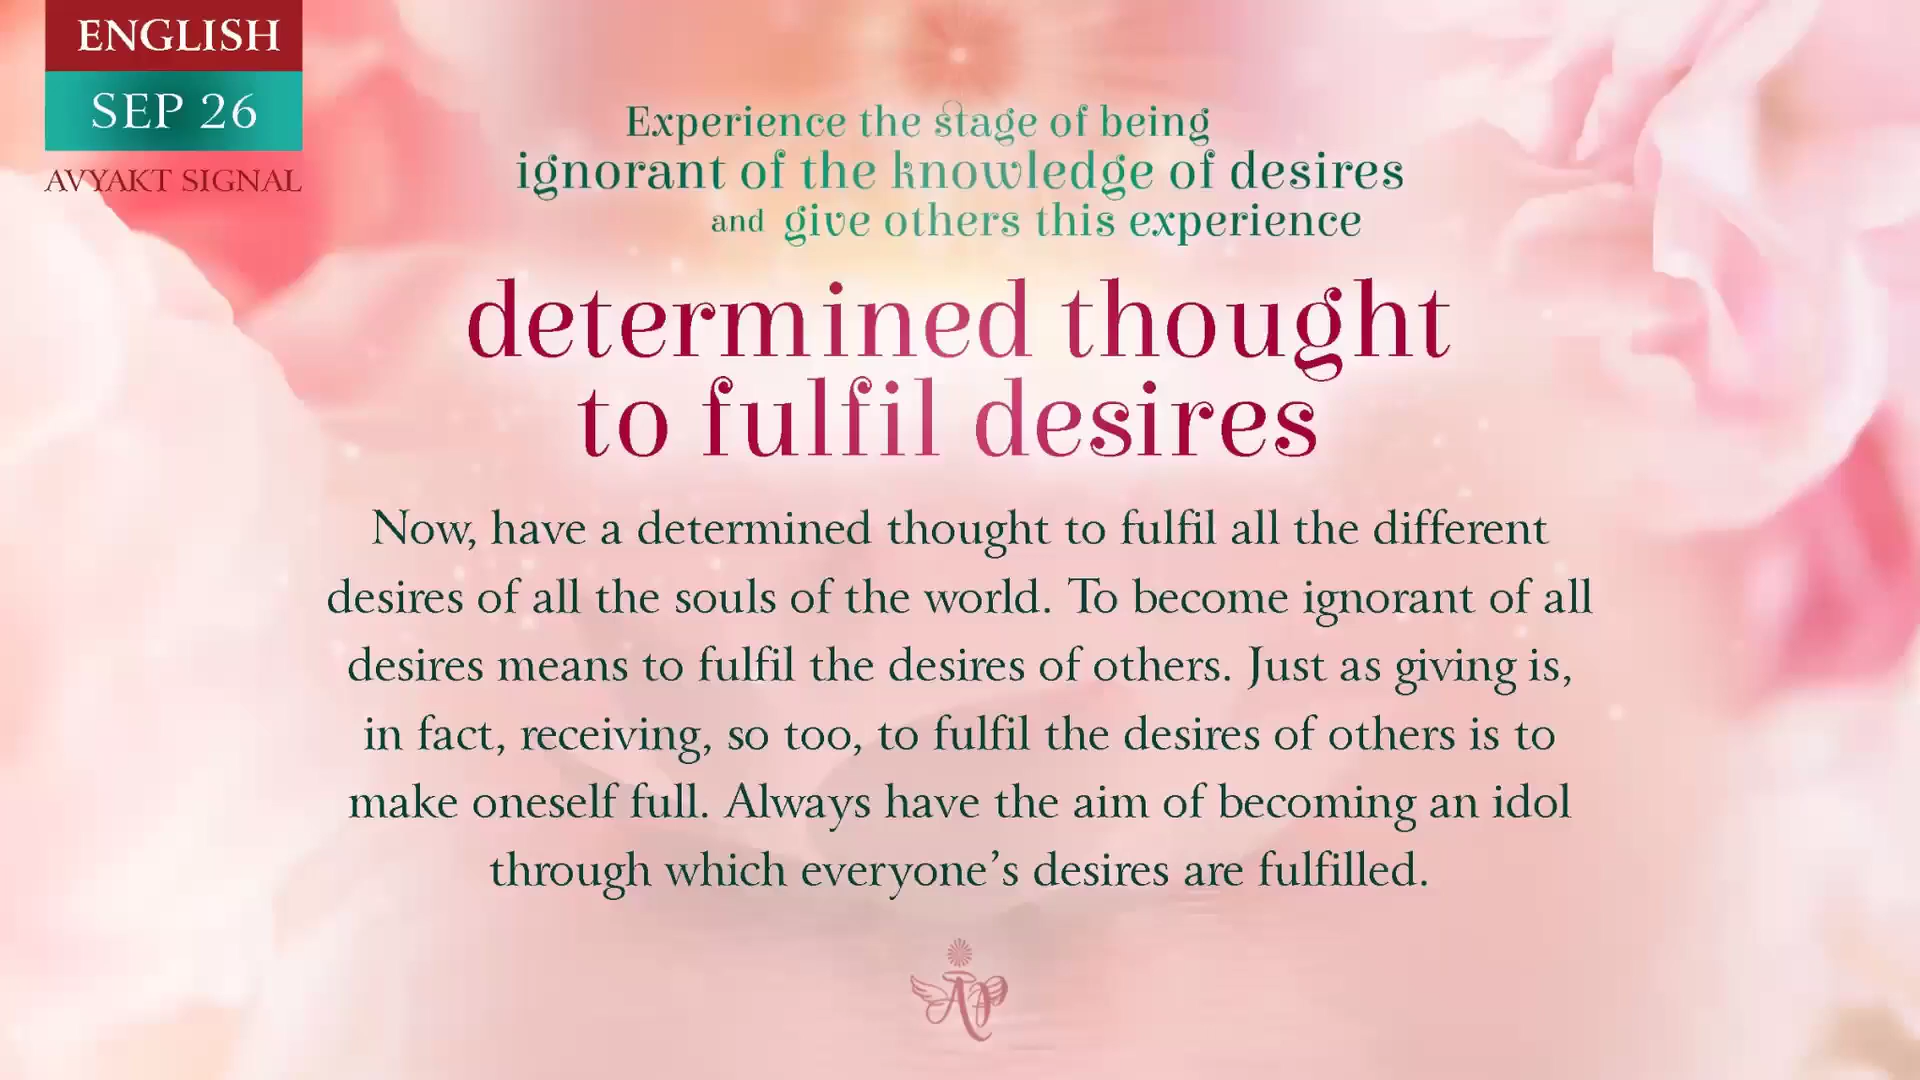 ENGLISH
SEP 26
AVYAKT SIGNAL
Experience the stage of being
ignorant of the knowledge of desires
and give others this experience
determined thought
to fulfil desires
Now, have a determined thought to fulfil all the different
desires of all the souls of the world. To become ignorant of all
desires means to fulfil the desires of others. Just as giving is,
in fact, receiving, so too, to fulfil the desires of others is to
make oneself full. Always have the aim of becoming an idol
through which everyone’s desires are fulfilled.